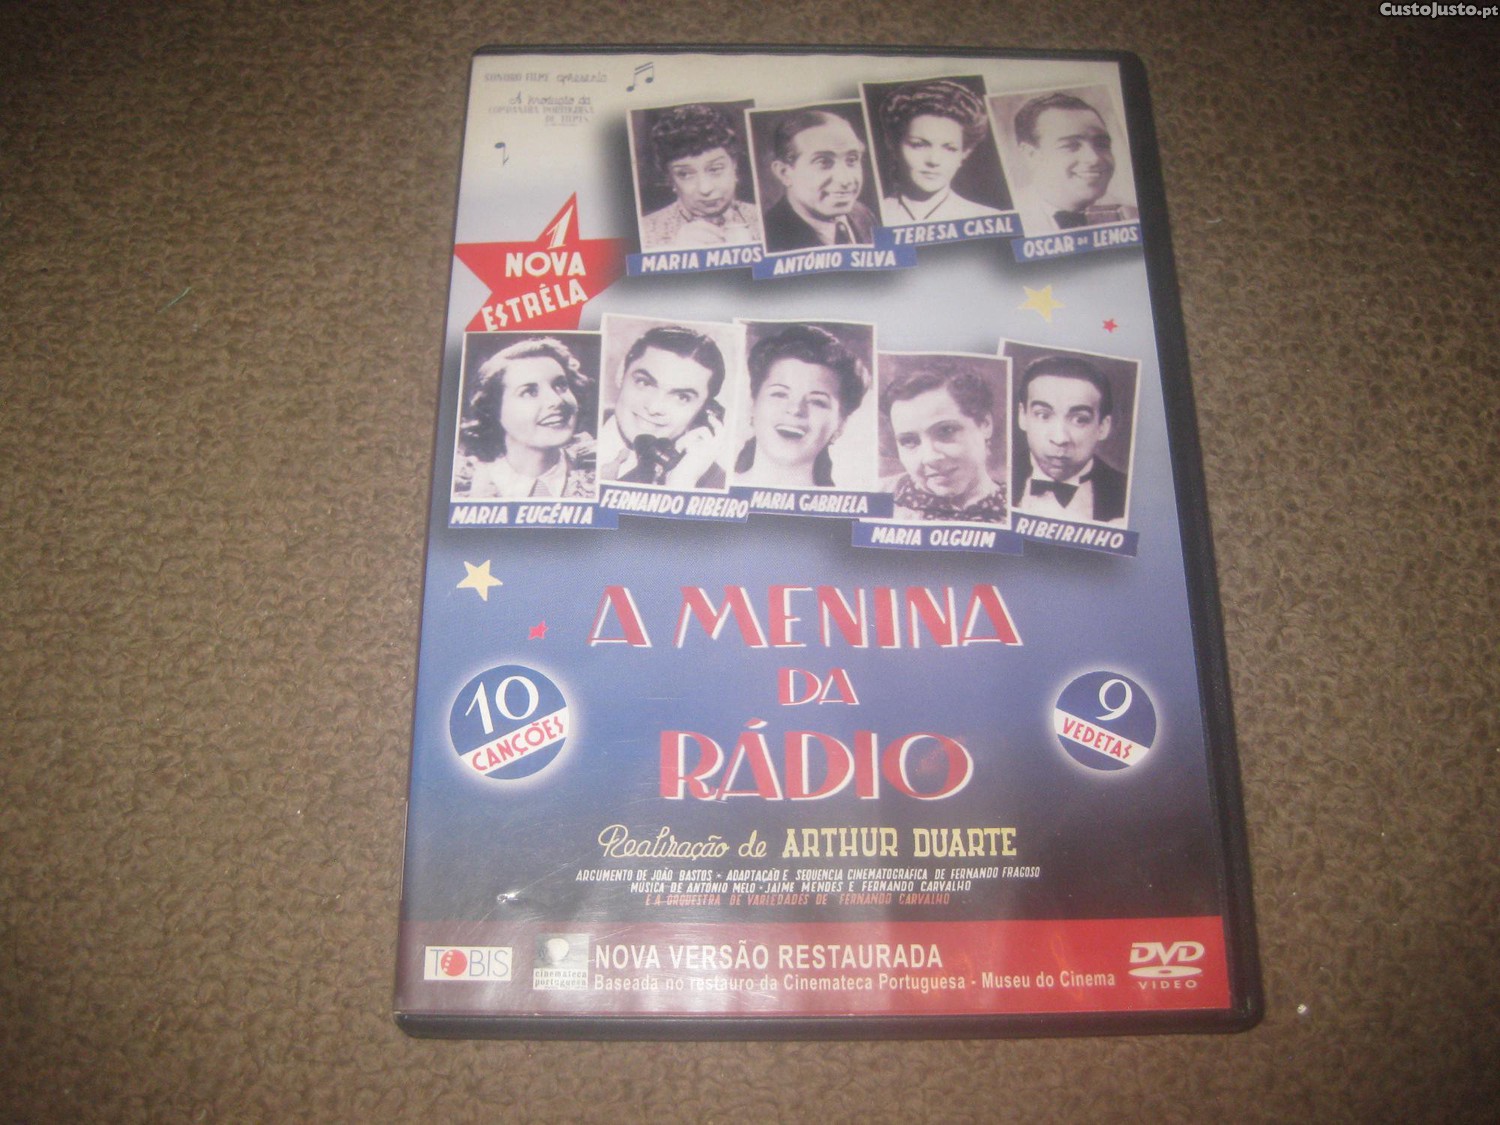 CustoJusto.pt
apresenta
A Produção da
COMPANHIA PORTUGUESA
DE FILMES
MARIA MATOS
ANTÓNIO SILVA
TERESA CASAL
OSCAR DE LEMOS
1
NOVA
ESTRÊLA
MARIA EUGÉNIA
FERNANDO RIBEIRO
MARIA GABRIELA
MARIA OLGUIM
RIBEIRINHO
A MENINA
DA
RÁDIO
10
CANÇÕES
9
VEDETAS
Realização de ARTHUR DUARTE
ARGUMENTO DE JOÃO BASTOS - ADAPTAÇÃO E SEQUENCIA CINEMATOGRÁFICA DE FERNANDO FRAGOSO
MUSICA DE ANTÓNIO MELO - JAIME MENDES E FERNANDO CARVALHO
E A ORQUESTRA DE VARIEDADES DE FERNANDO CARVALHO
TOBIS
cinemateca
portuguesa
NOVA VERSÃO RESTAURADA
Baseada no restauro da Cinemateca Portuguesa - Museu do Cinema
DVD
VIDEO